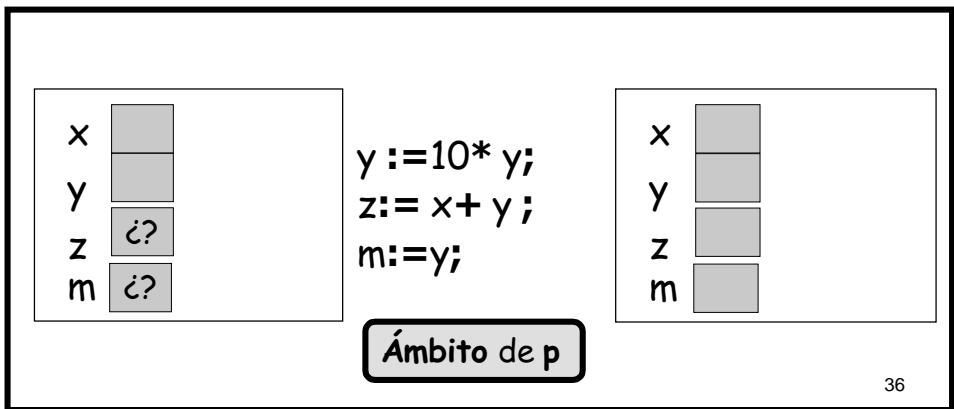 x
y
z ¿?
m ¿?
y :=10* y;
z:= x+ y ;
m:=y;
x
y
z
m
Ámbito de p
36